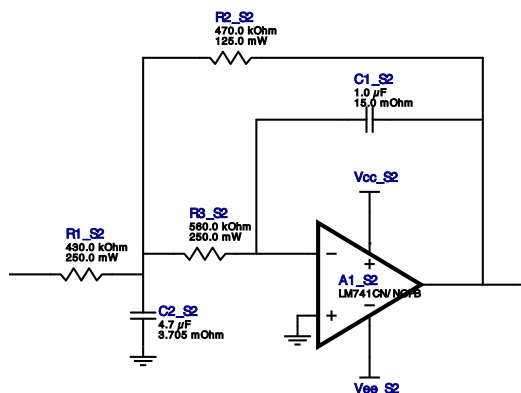 R2_S2
470.0 kOhm
125.0 mW
C1_S2
1.0 µF
15.0 mOhm
Vcc_S2
R3_S2
560.0 kOhm
250.0 mW
R1_S2
430.0 kOhm
250.0 mW
A1_S2
LM741CN/NOPB
C2_S2
4.7 µF
3.705 mOhm
Vee_S2